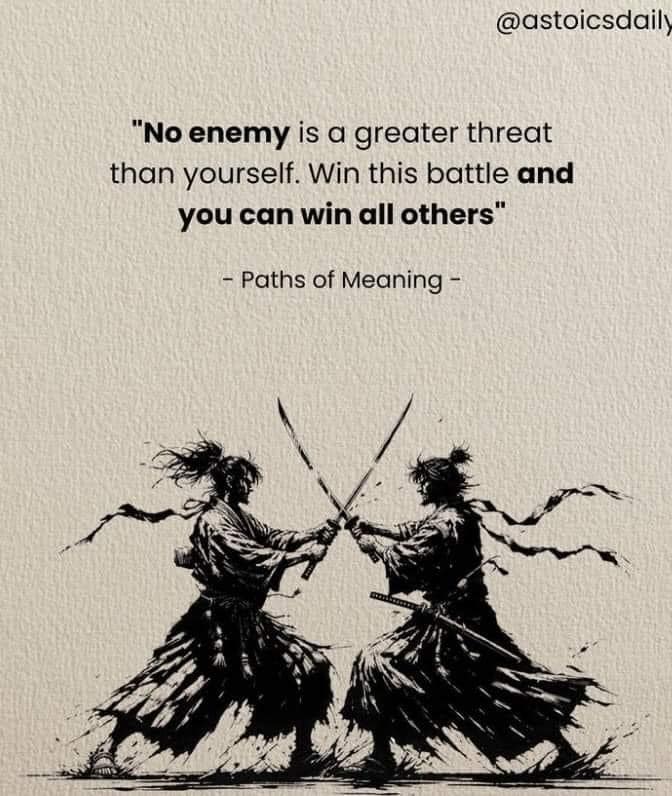 @astoicsdaily
"No enemy is a greater threat
than yourself. Win this battle and
you can win all others"
- Paths of Meaning -